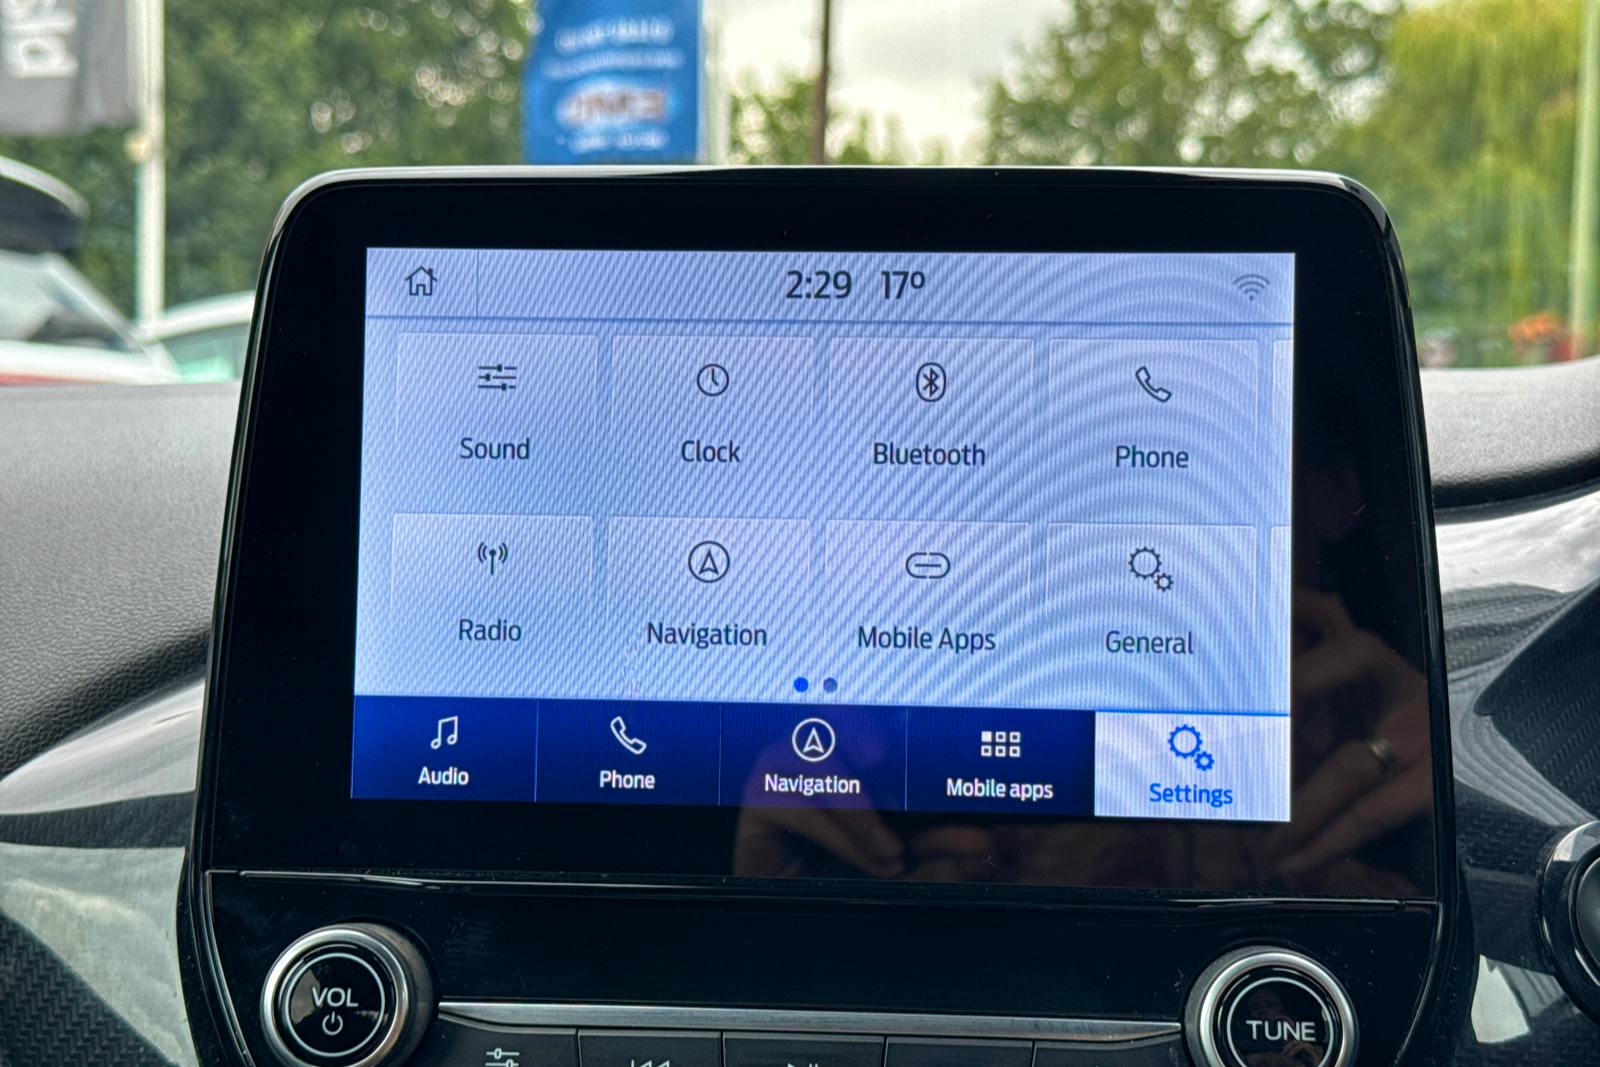 2:29 17º
Sound
Clock
Bluetooth
Phone
Radio
Navigation
Mobile Apps
General
Audio
Phone
Navigation
Mobile apps
Settings
VOL
TUNE